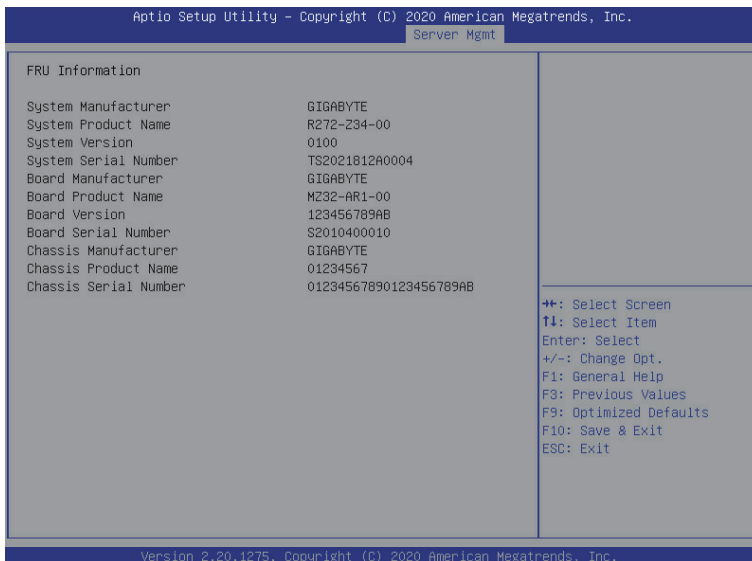 Aptio Setup Utility – Copyright (C) 2020 American Megatrends, Inc.
Server Mgmt
FRU Information
System Manufacturer GIGABYTE
System Product Name R272-Z34-00
System Version 0100
System Serial Number TS2021812A0004
Board Manufacturer GIGABYTE
Board Product Name MZ32-AR1-00
Board Version 123456789AB
Board Serial Number S2010400010
Chassis Manufacturer GIGABYTE
Chassis Product Name 01234567
Chassis Serial Number 01234567890123456789AB
→←: Select Screen
↑↓: Select Item
Enter: Select
+/-: Change Opt.
F1: General Help
F3: Previous Values
F9: Optimized Defaults
F10: Save & Exit
ESC: Exit
Version 2.20.1275. Copyright (C) 2020 American Megatrends, Inc.